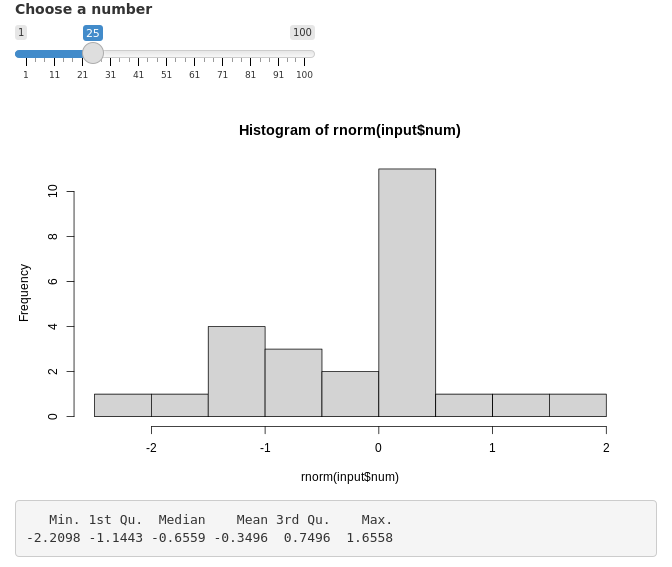 Choose a number
1 25 100
1 11 21 31 41 51 61 71 81 91 100
Histogram of rnorm(input$num)
Frequency
10
8
6
4
2
0
-2 -1 0 1 2
rnorm(input$num)
Min. 1st Qu. Median Mean 3rd Qu. Max.
-2.2098 -1.1443 -0.6559 -0.3496 0.7496 1.6558